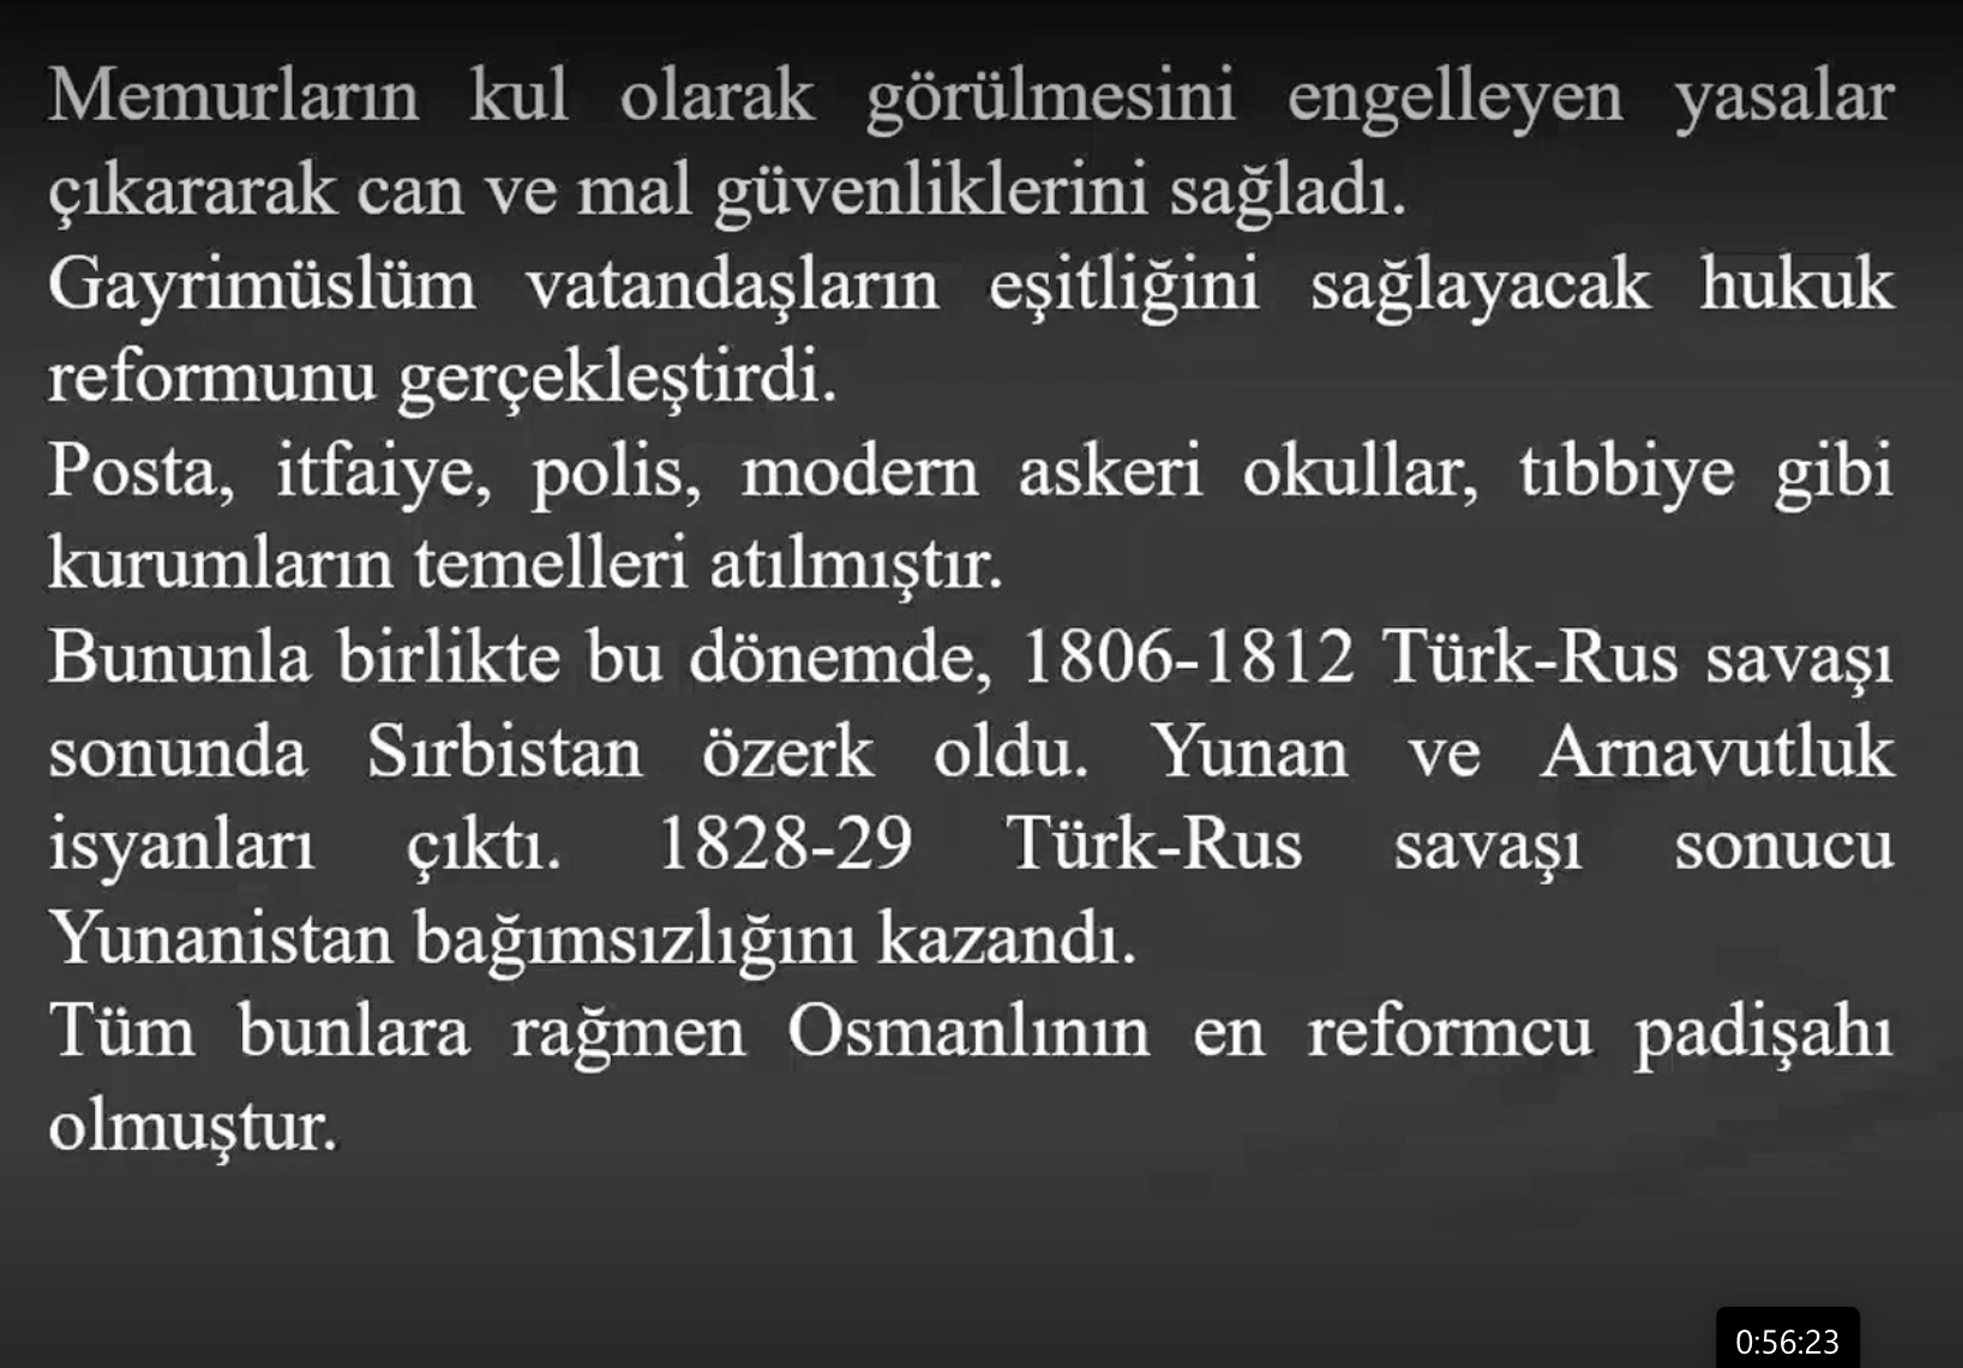 Memurların kul olarak görülmesini engelleyen yasalar
çıkararak can ve mal güvenliklerini sağladı.
Gayrimüslüm vatandaşların eşitliğini sağlayacak hukuk
reformunu gerçekleştirdi.
Posta, itfaiye, polis, modern askeri okullar, tıbbiye gibi
kurumların temelleri atılmıştır.
Bununla birlikte bu dönemde, 1806-1812 Türk-Rus savaşı
sonunda Sırbistan özerk oldu. Yunan ve Arnavutluk
isyanları çıktı. 1828-29 Türk-Rus savaşı sonucu
Yunanistan bağımsızlığını kazandı.
Tüm bunlara rağmen Osmanlının en reformcu padişahı
olmuştur.
0:56:23